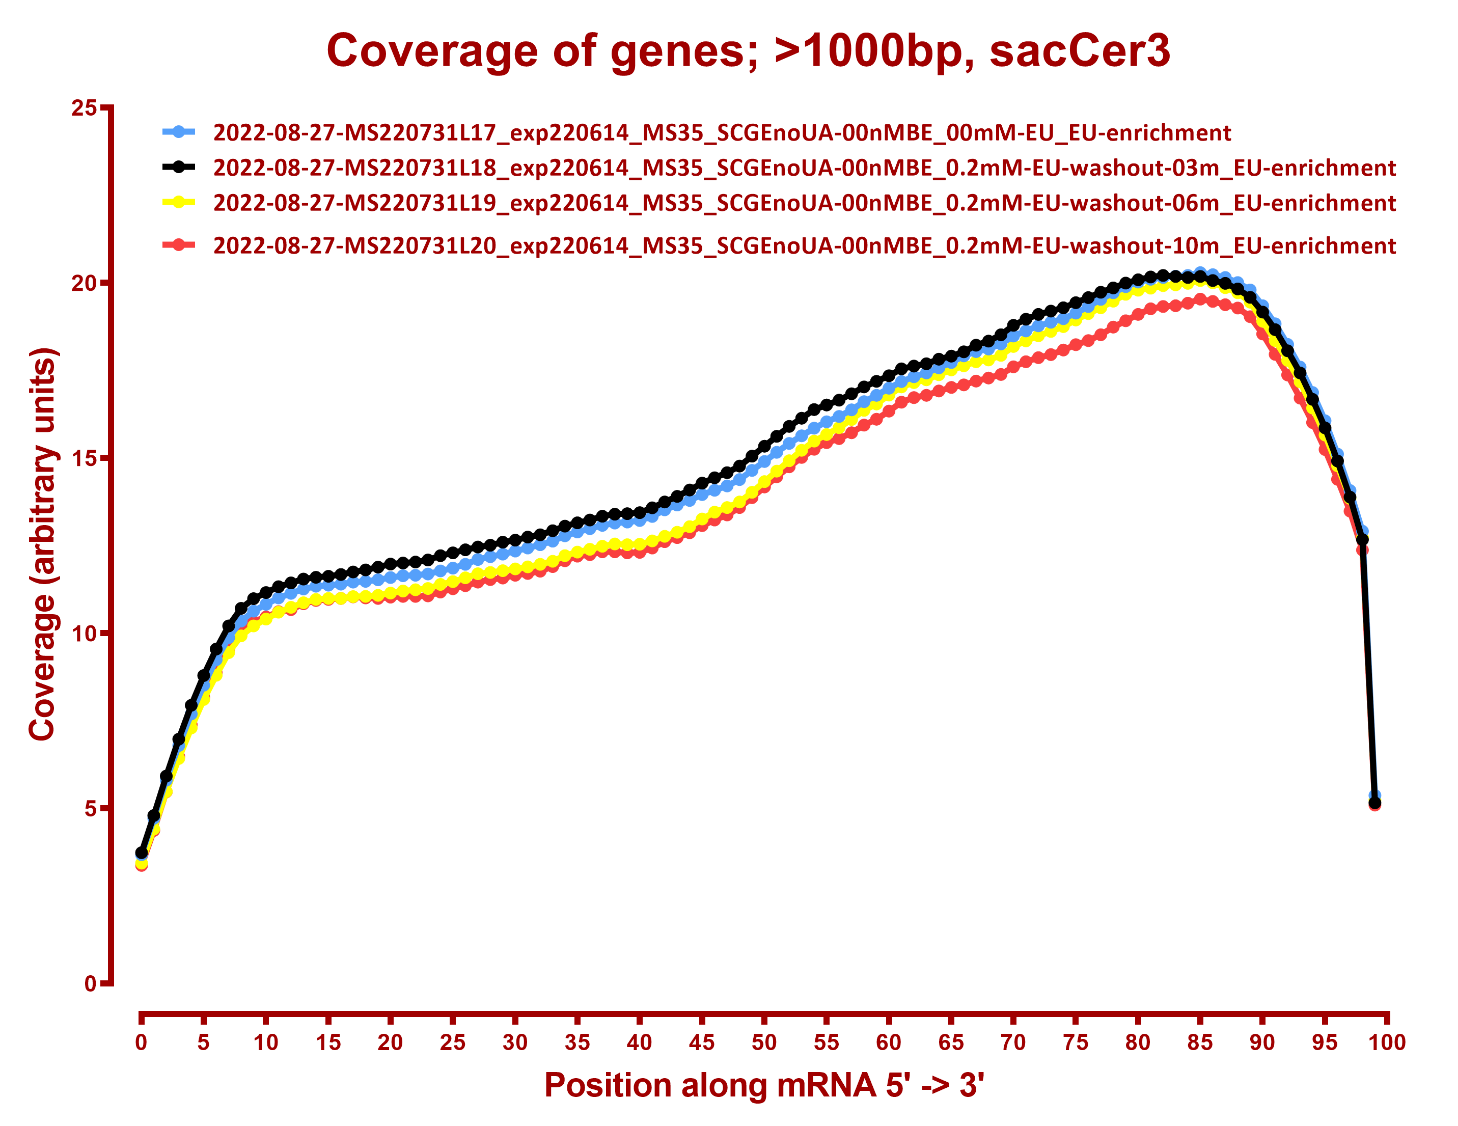 Coverage of genes; >1000bp, sacCer3
2022-08-27-MS220731L17_exp220614_MS35_SCGEnoUA-00nMBE_00mM-EU_EU-enrichment
2022-08-27-MS220731L18_exp220614_MS35_SCGEnoUA-00nMBE_0.2mM-EU-washout-03m_EU-enrichment
2022-08-27-MS220731L19_exp220614_MS35_SCGEnoUA-00nMBE_0.2mM-EU-washout-06m_EU-enrichment
2022-08-27-MS220731L20_exp220614_MS35_SCGEnoUA-00nMBE_0.2mM-EU-washout-10m_EU-enrichment
Coverage (arbitrary units)
25
20
15
10
5
0
0 5 10 15 20 25 30 35 40 45 50 55 60 65 70 75 80 85 90 95 100
Position along mRNA 5' -> 3'